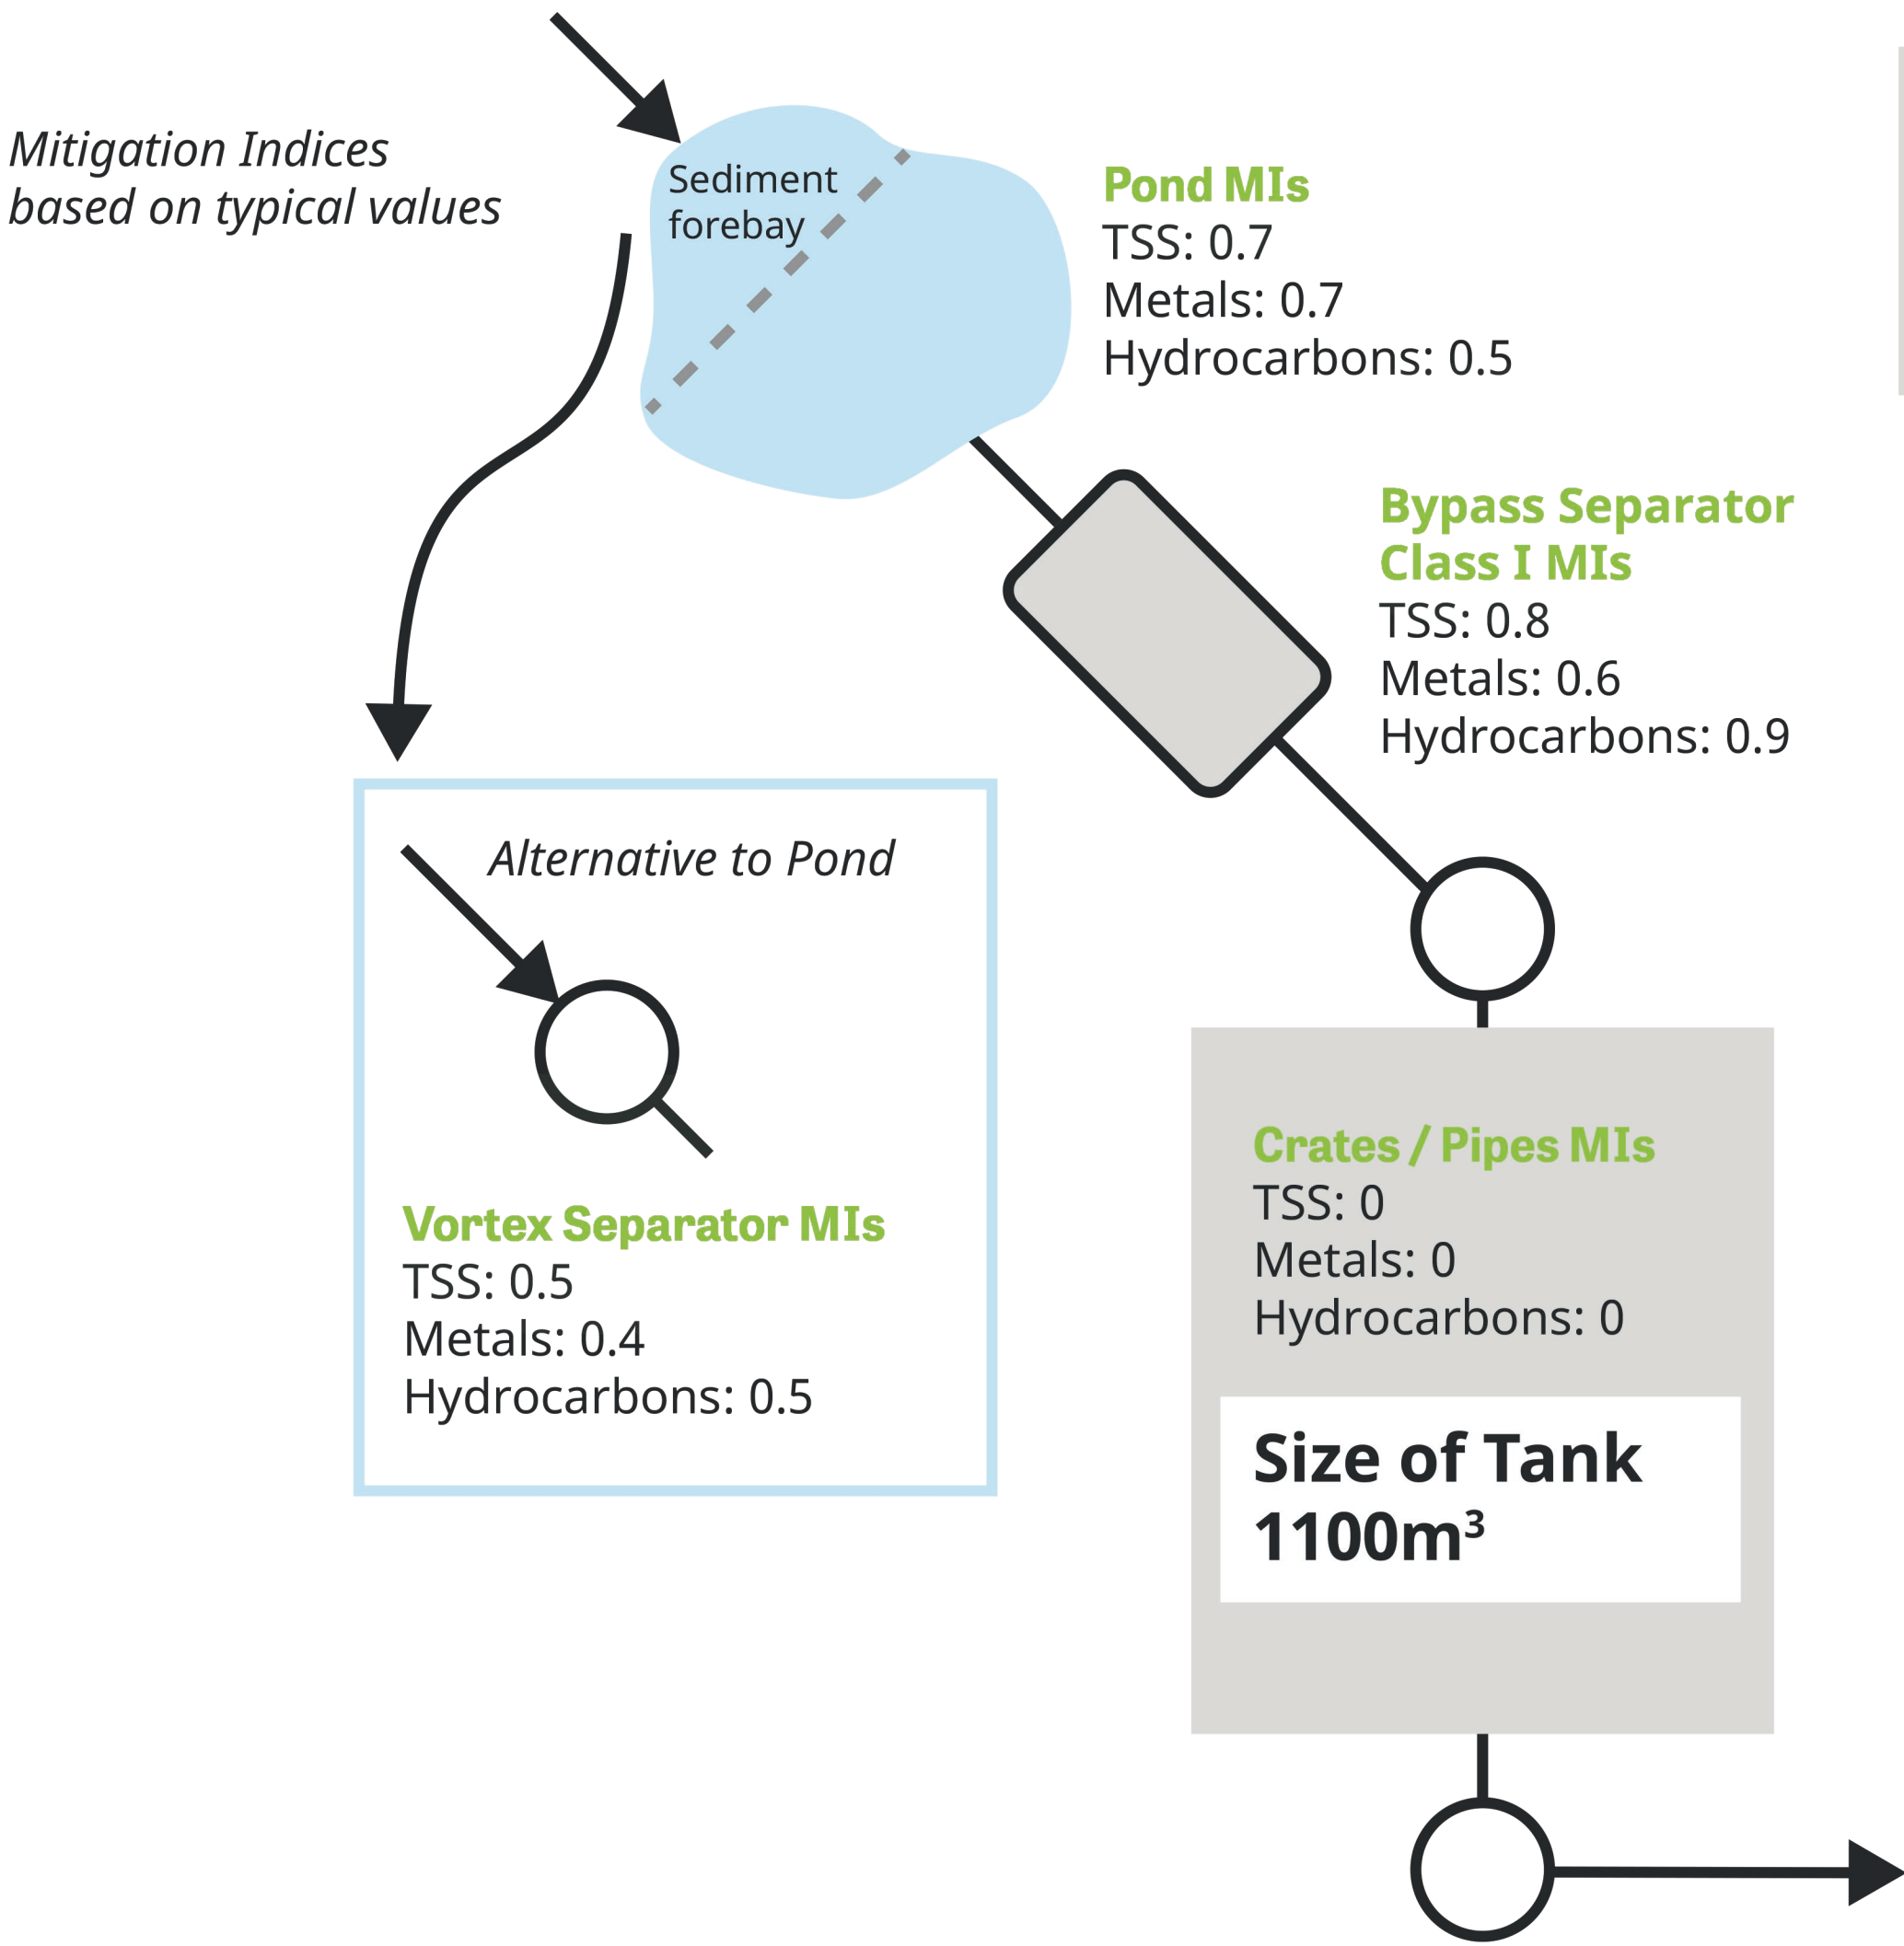 Mitigation Indices
based on typical values
Sediment
forebay
Pond MIs
TSS: 0.7
Metals: 0.7
Hydrocarbons: 0.5
Bypass Separator
Class I MIs
TSS: 0.8
Metals: 0.6
Hydrocarbons: 0.9
Alternative to Pond
Vortex Separator MIs
TSS: 0.5
Metals: 0.4
Hydrocarbons: 0.5
Crates / Pipes MIs
TSS: 0
Metals: 0
Hydrocarbons: 0
Size of Tank
1100m³